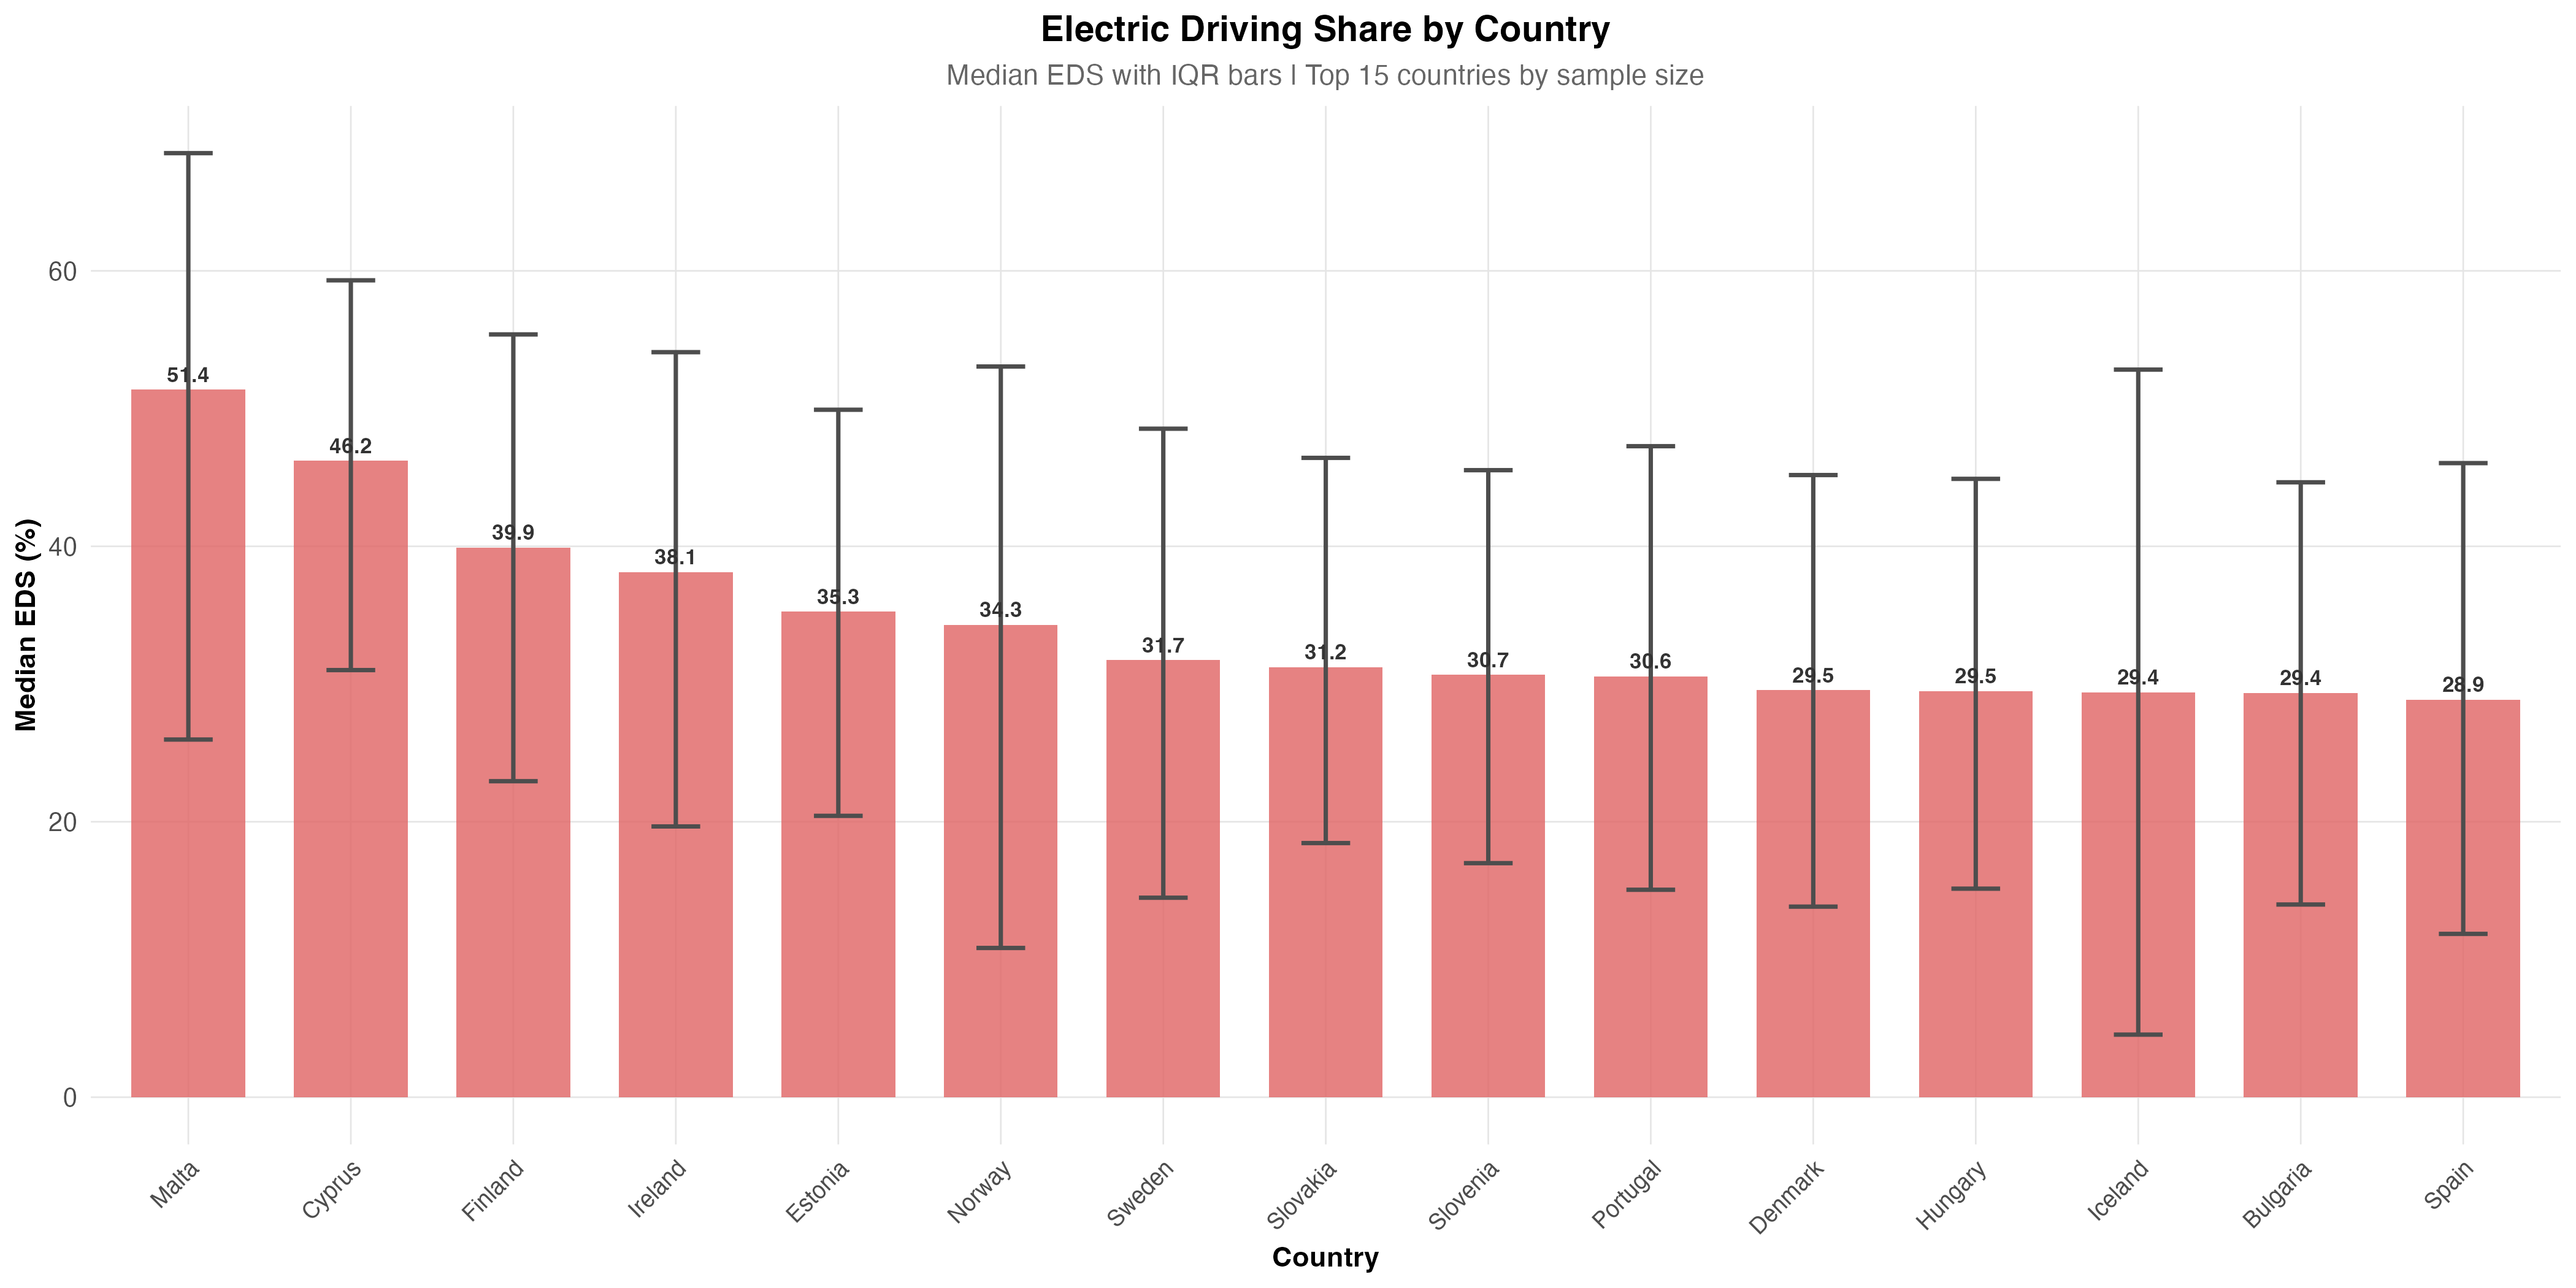 Electric Driving Share by Country
Median EDS with IQR bars | Top 15 countries by sample size
Median EDS (%)
60
40
20
0
51.4
46.2
39.9
38.1
35.3
34.3
31.7
31.2
30.7
30.6
29.5
29.5
29.4
29.4
28.9
Malta
Cyprus
Finland
Ireland
Estonia
Norway
Sweden
Slovakia
Slovenia
Portugal
Denmark
Hungary
Iceland
Bulgaria
Spain
Country